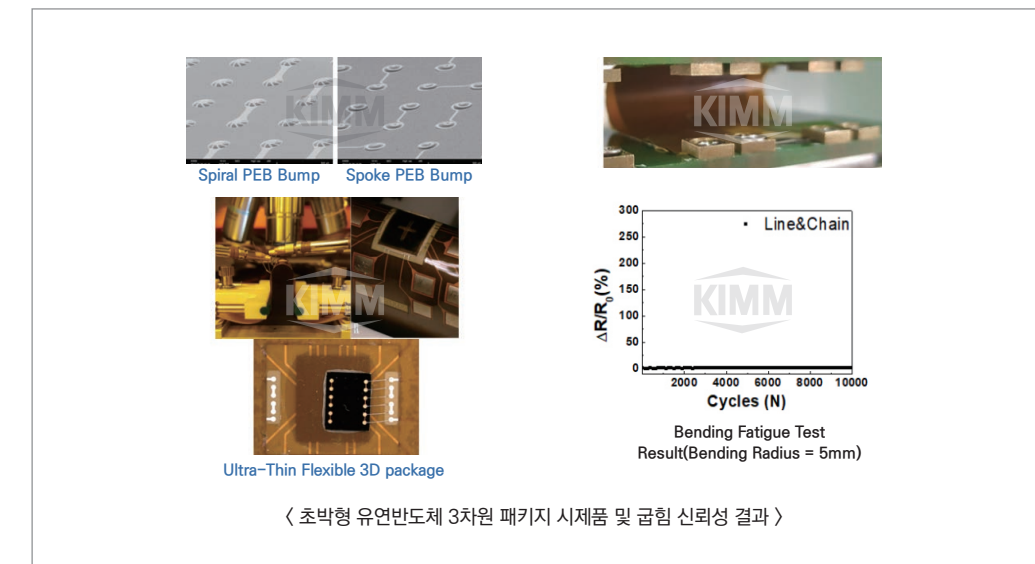 KIMM
KIMM
Spiral PEB Bump
Spoke PEB Bump
KIMM
300
250
200
150
100
50
0
ΔR/R0(%)
Line&Chain
KIMM
2000 4000 6000 8000 10000
Cycles (N)
Bending Fatigue Test
Result(Bending Radius = 5mm)
Ultra-Thin Flexible 3D package
〈 초박형 유연반도체 3차원 패키지 시제품 및 굽힘 신뢰성 결과 〉